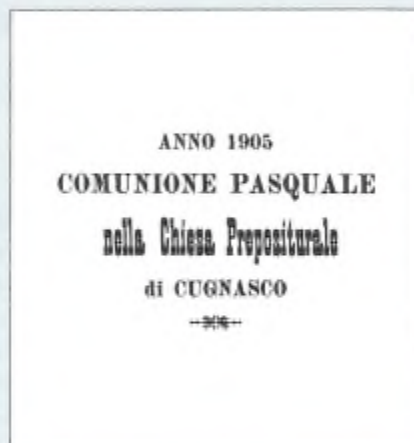 ANNO 1905
COMUNIONE PASQUALE
nella Chiesa Prepositurale
di CUGNASCO